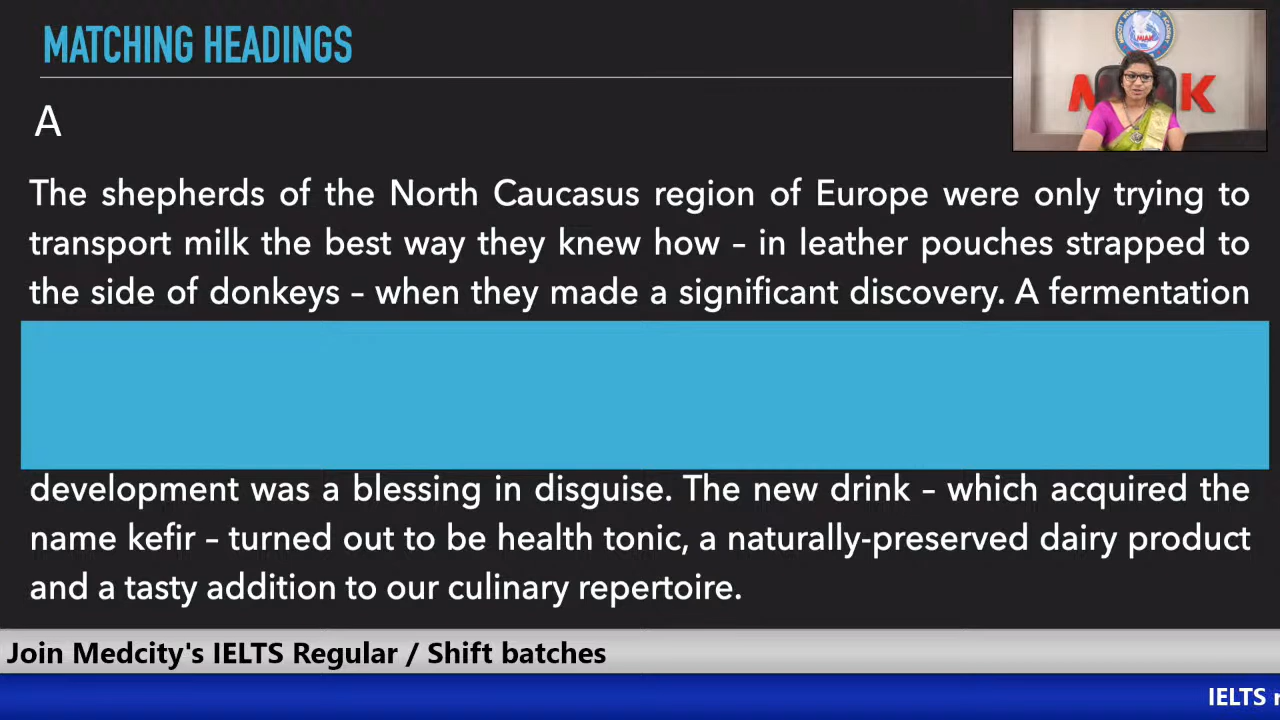 MATCHING HEADINGS
A
The shepherds of the North Caucasus region of Europe were only trying to
transport milk the best way they knew how – in leather pouches strapped to
the side of donkeys – when they made a significant discovery. A fermentation
development was a blessing in disguise. The new drink – which acquired the
name kefir – turned out to be health tonic, a naturally-preserved dairy product
and a tasty addition to our culinary repertoire.
Join Medcity's IELTS Regular / Shift batches
IELTS